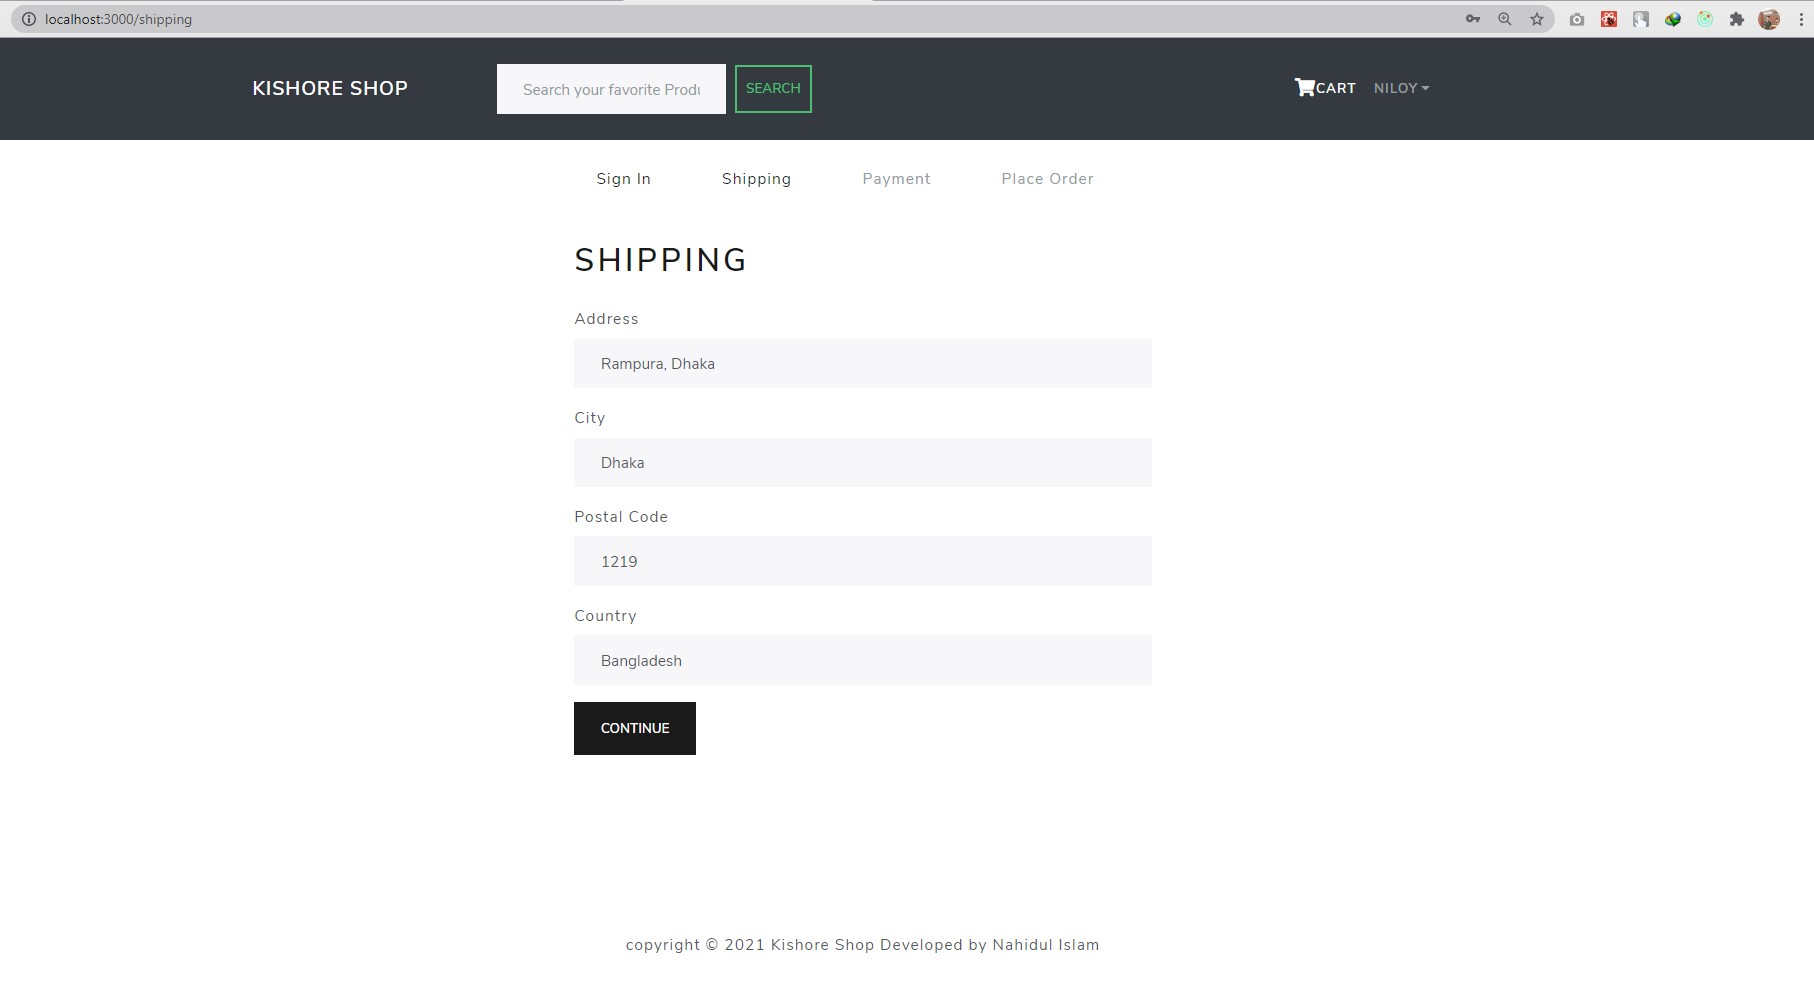 localhost:3000/shipping
KISHORE SHOP
Search your favorite Produ
SEARCH
CART
NILOY
Sign In
Shipping
Payment
Place Order
SHIPPING
Address
Rampura, Dhaka
City
Dhaka
Postal Code
1219
Country
Bangladesh
CONTINUE
copyright © 2021 Kishore Shop Developed by Nahidul Islam